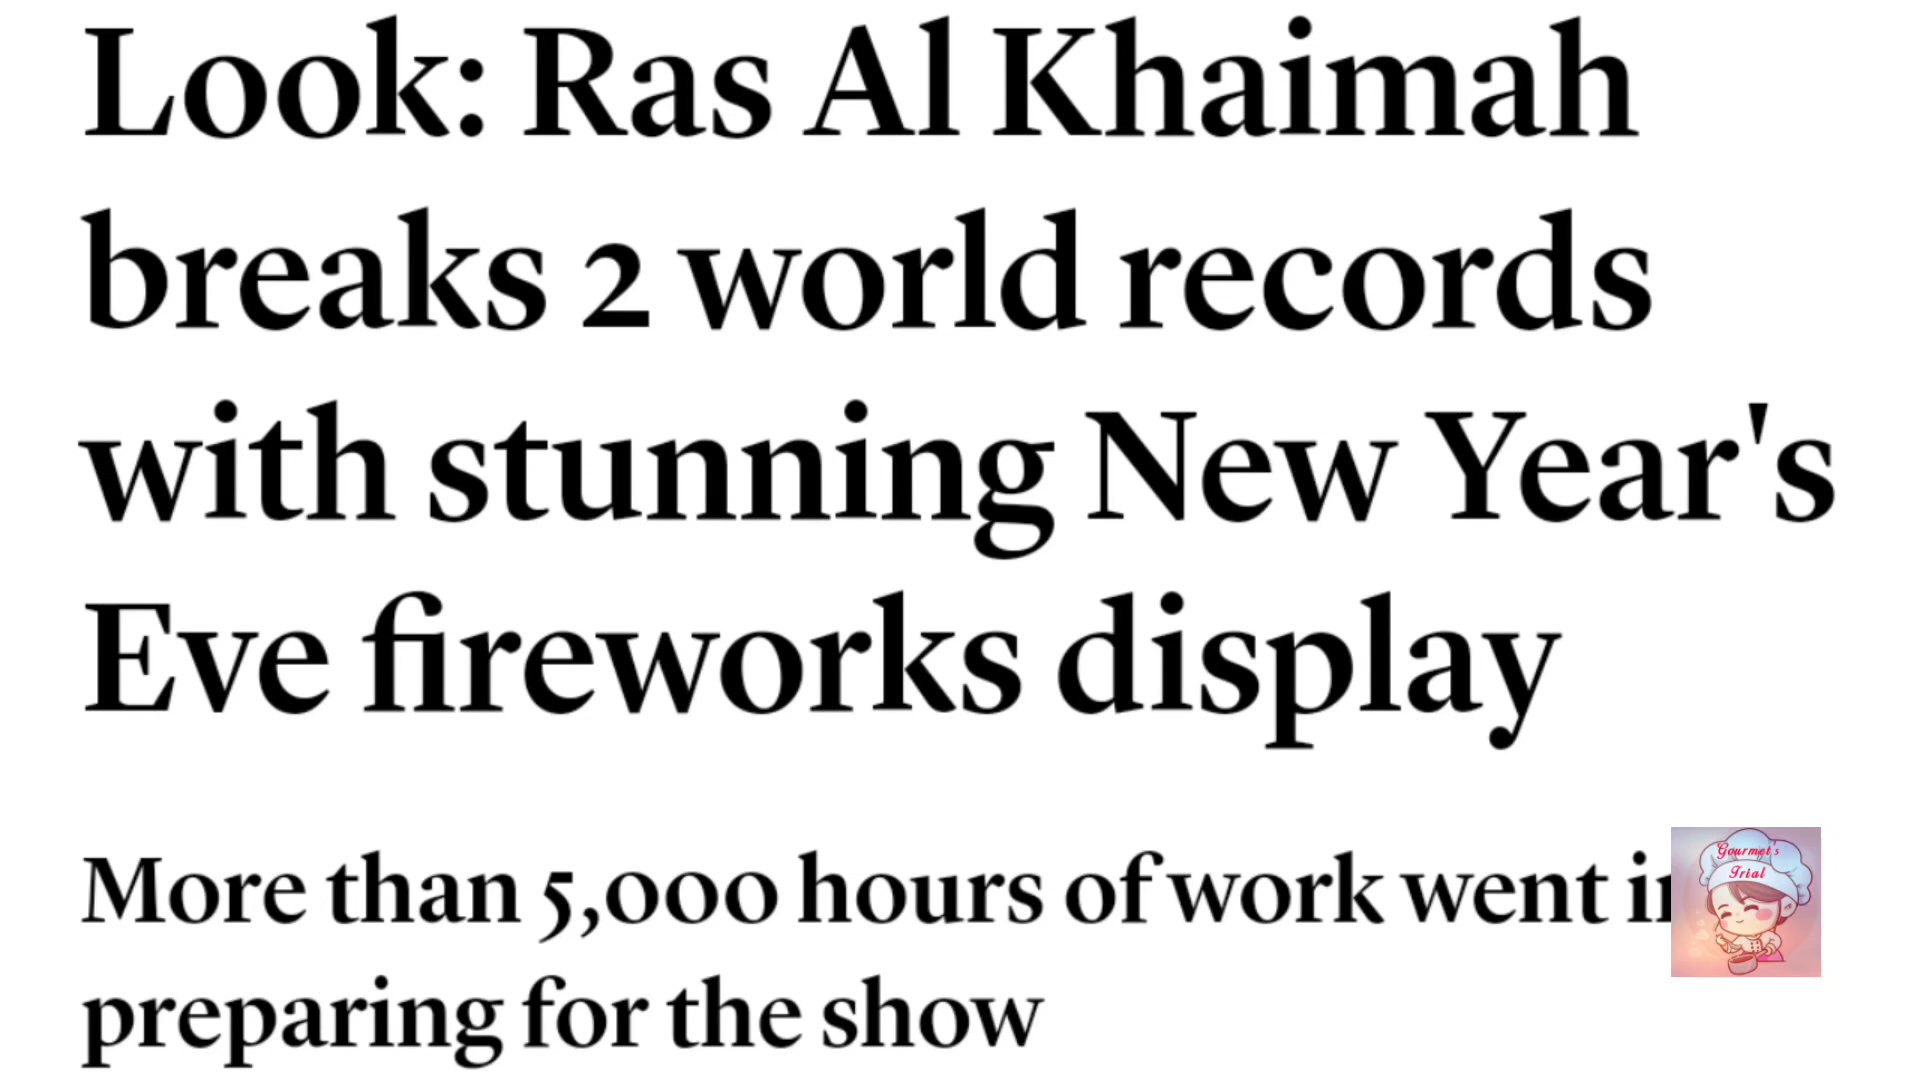 Look: Ras Al Khaimah
breaks 2 world records
with stunning New Year's
Eve fireworks display
More than 5,000 hours of work went
preparing for the show
Gourmet's
Trial